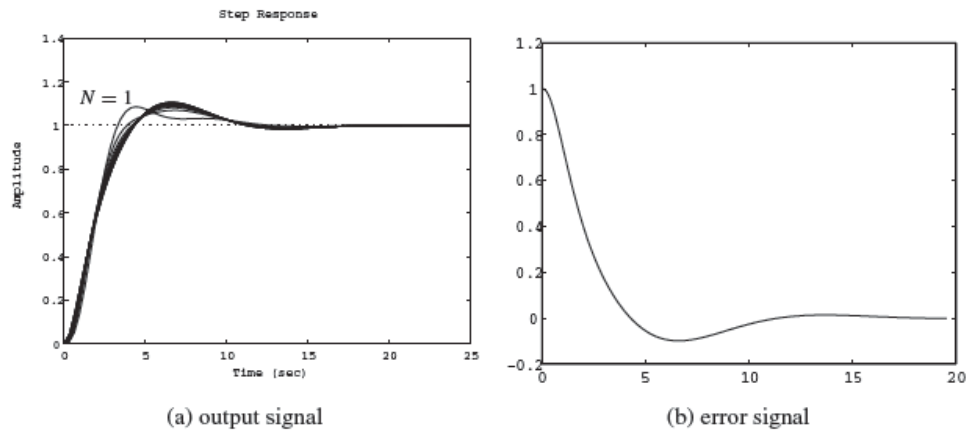 Step Response
1.4
1.2
1
0.8
0.6
0.4
0.2
0
N = 1
Amplitude
0 5 10 15 20 25
Time (sec)
(a) output signal
1.2
1
0.8
0.6
0.4
0.2
0
-0.2
0 5 10 15 20
(b) error signal